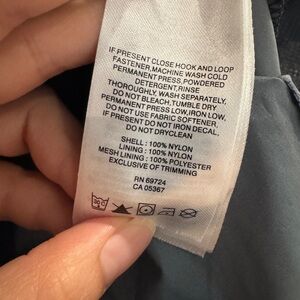 IF PRESENT CLOSE HOOK AND LOOP
FASTENER,MACHINE WASH COLD
PERMANENT PRESS,POWDERED
DETERGENT,RINSE
THOROUGHLY, WASH SEPARATELY,
DO NOT BLEACH,TUMBLE DRY
PERMANENT PRESS LOW,IRON LOW,
DO NOT USE FABRIC SOFTENER,
IF PRESENT DO NOT IRON DECAL,
DO NOT DRYCLEAN
SHELL : 100% NYLON
LINING : 100% NYLON
MESH LINING : 100% POLYESTER
EXCLUSIVE OF TRIMMING
RN 69724
CA 05367